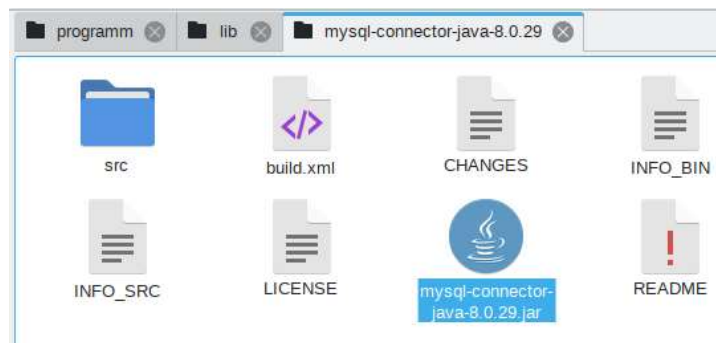 programm lib mysql-connector-java-8.0.29
src build.xml CHANGES INFO_BIN
INFO_SRC LICENSE mysql-connector- README
java-8.0.29.jar